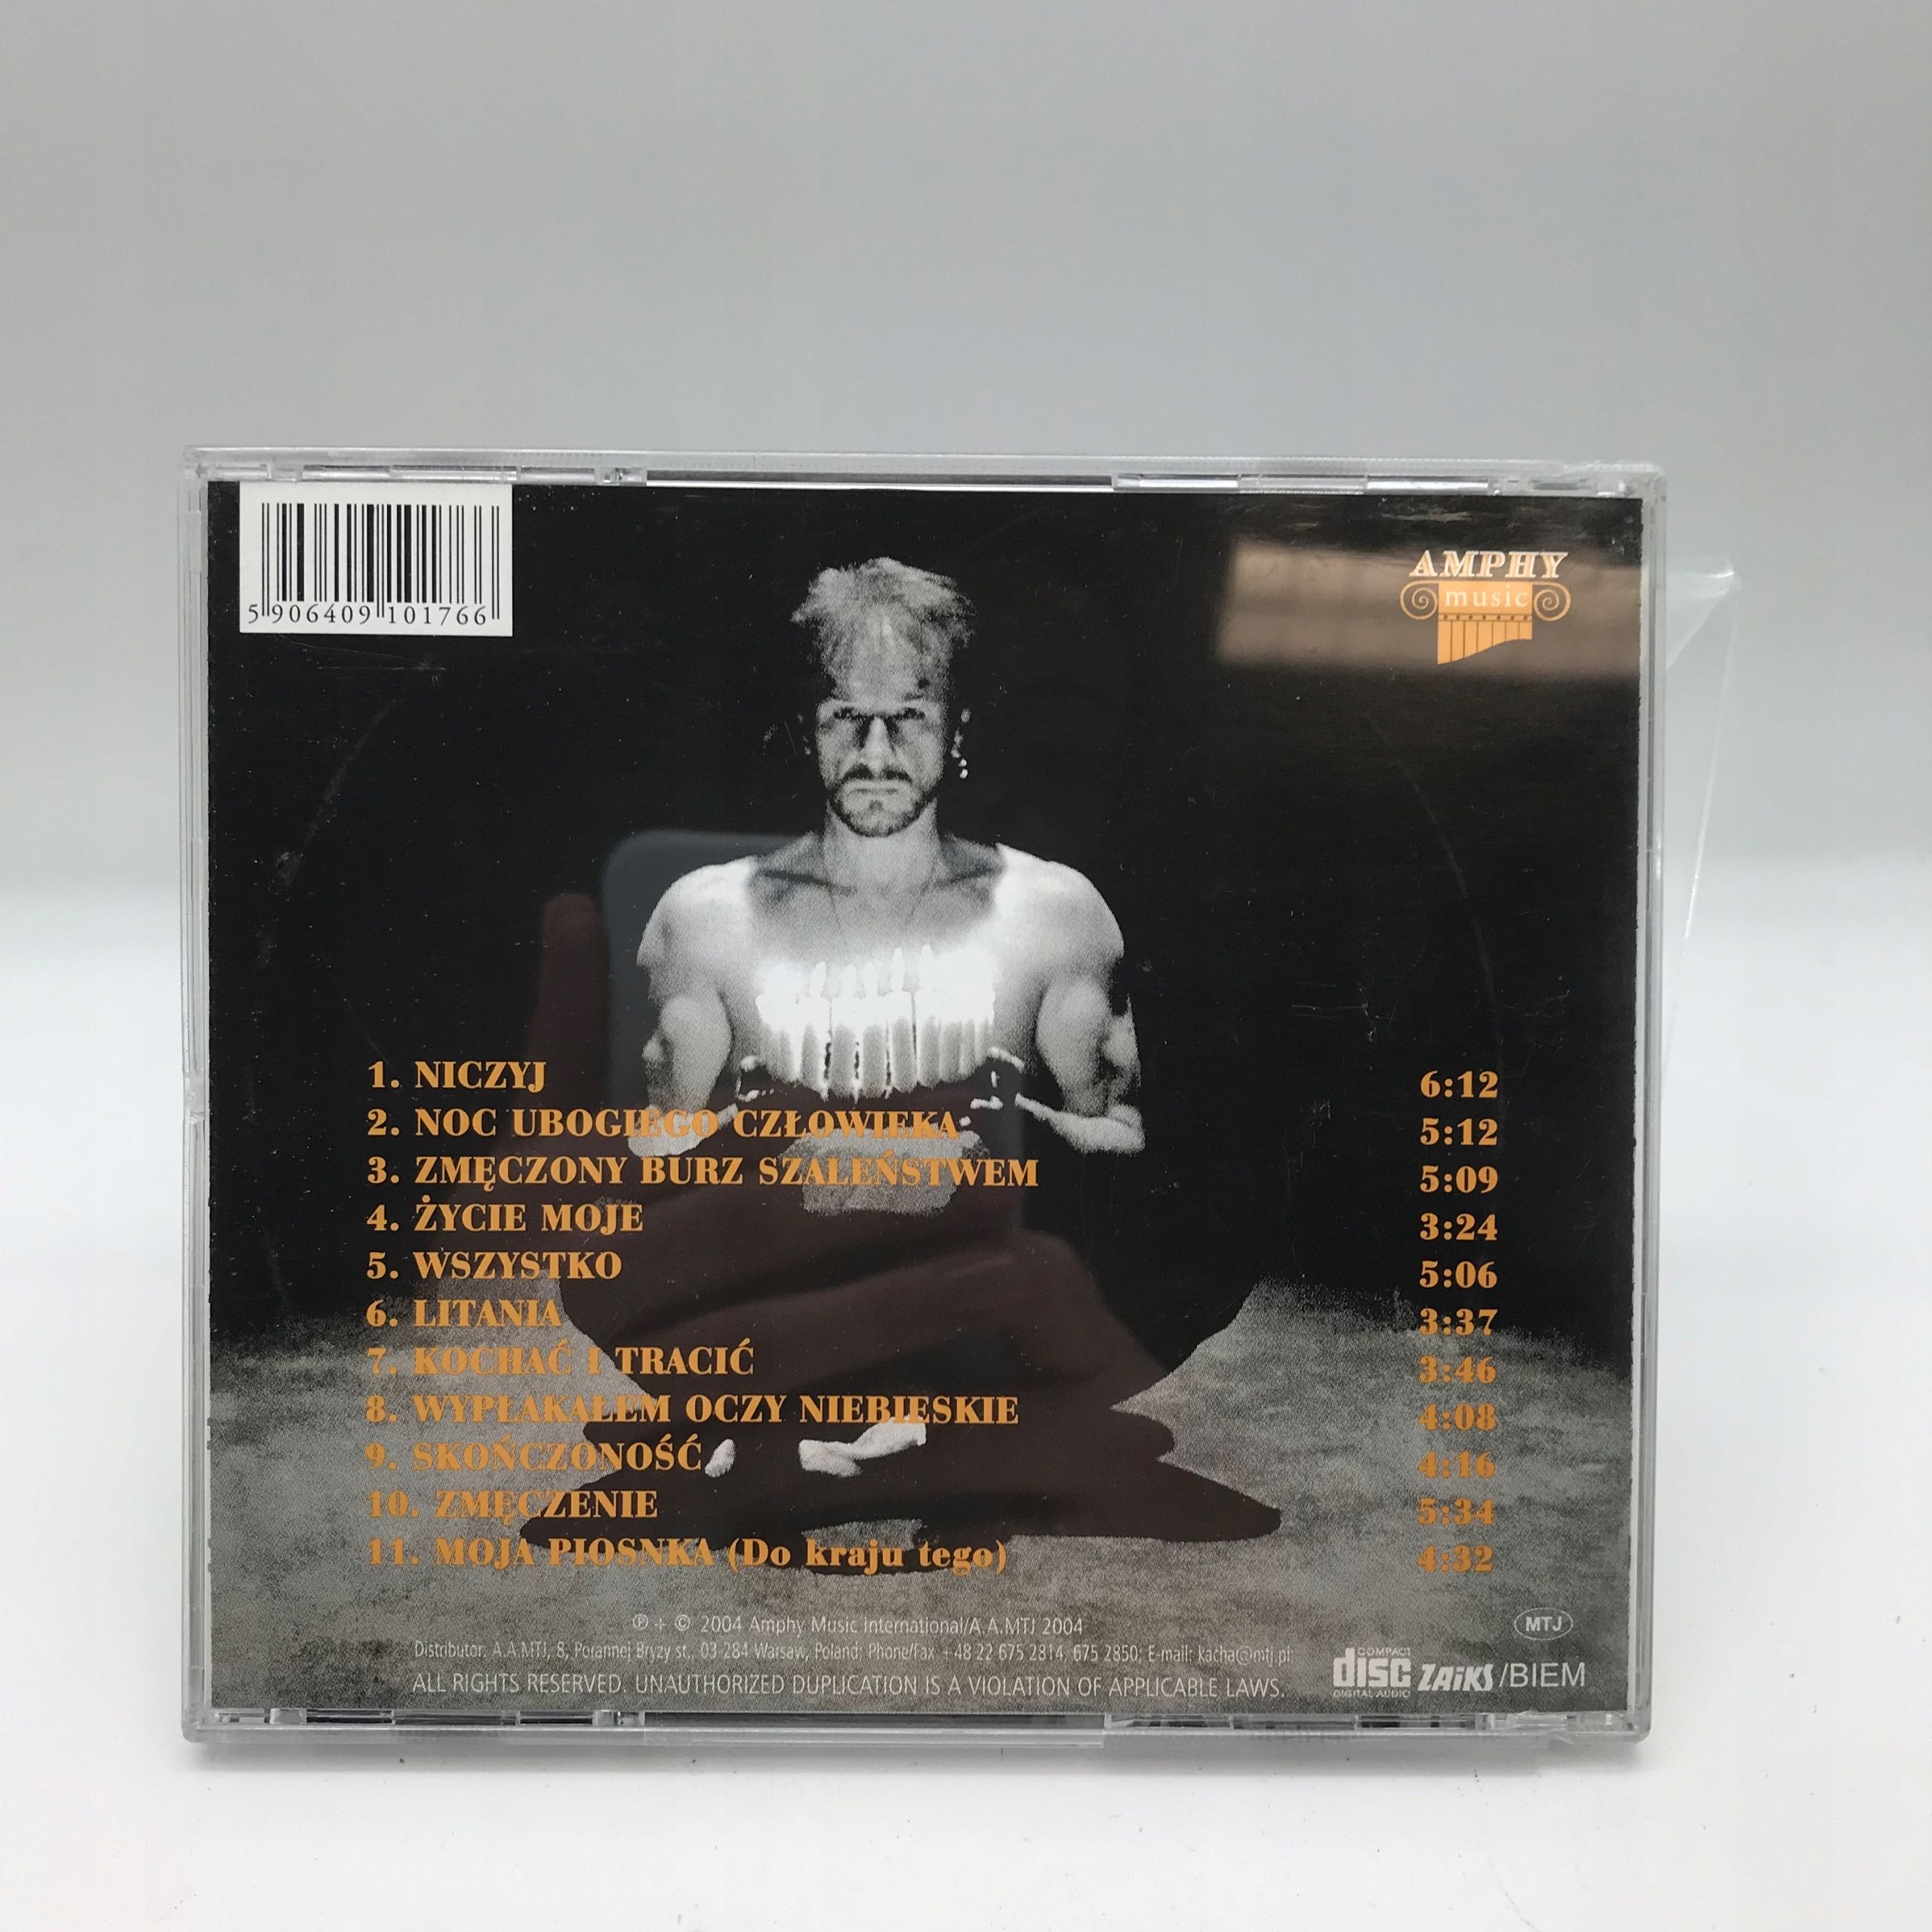 5 906409 101766
AMPHY
music
1. NICZYJ 6:12
2. NOC UBOGIEGO CZŁOWIEKA 5:12
3. ZMĘCZONY BURZ SZALEŃSTWEM 5:09
4. ŻYCIE MOJE 3:24
5. WSZYSTKO 5:06
6. LITANIA 3:37
7. KOCHAĆ I TRACIĆ 3:46
8. WYPŁAKAŁEM OCZY NIEBIESKIE 4:08
9. SKOŃCZONOŚĆ 4:16
10. ZMĘCZENIE 5:34
11. MOJA PIOSNKA (Do kraju tego) 4:32
℗ + © 2004 Amphy Music International/A.A.MTJ 2004
Distributor: A.A.MTJ, 8, Porannej Bryzy st., 03-284 Warsaw, Poland; Phone/Fax +48 22 675 2814, 675 2850; E-mail: kacha@mtj.pl;
ALL RIGHTS RESERVED. UNAUTHORIZED DUPLICATION IS A VIOLATION OF APPLICABLE LAWS.
MTJ
COMPACT
disc
DIGITAL AUDIO
ZAiKS/BIEM